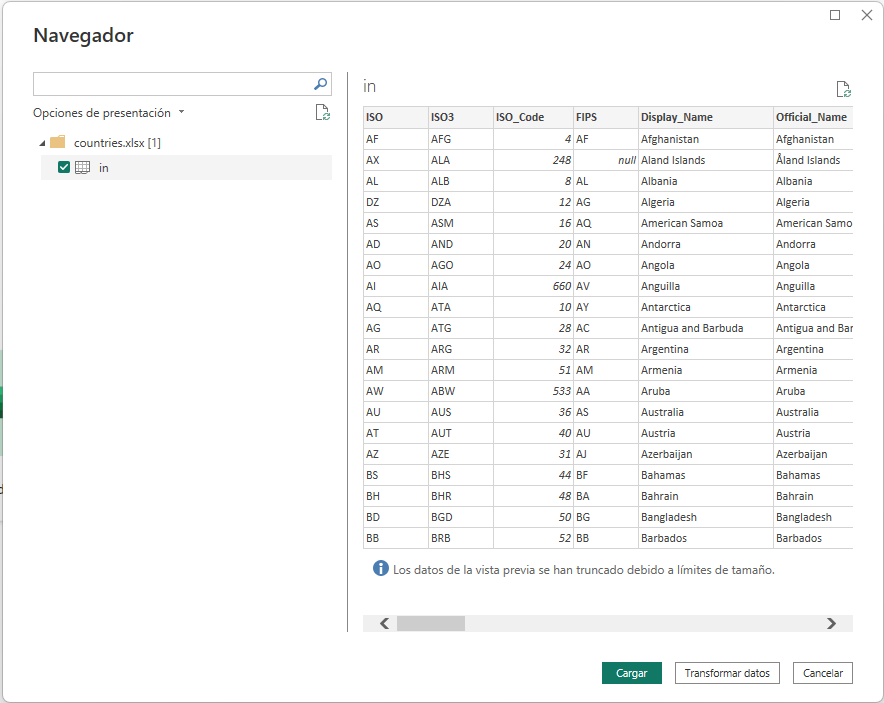 Navegador
Opciones de presentación
countries.xlsx [1]
in
in
ISO ISO3 ISO_Code FIPS Display_Name Official_Name
AF AFG 4 AF Afghanistan Afghanistan
AX ALA 248 null Aland Islands Åland Islands
AL ALB 8 AL Albania Albania
DZ DZA 12 AG Algeria Algeria
AS ASM 16 AQ American Samoa American Samo
AD AND 20 AN Andorra Andorra
AO AGO 24 AO Angola Angola
AI AIA 660 AV Anguilla Anguilla
AQ ATA 10 AY Antarctica Antarctica
AG ATG 28 AC Antigua and Barbuda Antigua and Bar
AR ARG 32 AR Argentina Argentina
AM ARM 51 AM Armenia Armenia
AW ABW 533 AA Aruba Aruba
AU AUS 36 AS Australia Australia
AT AUT 40 AU Austria Austria
AZ AZE 31 AJ Azerbaijan Azerbaijan
BS BHS 44 BF Bahamas Bahamas
BH BHR 48 BA Bahrain Bahrain
BD BGD 50 BG Bangladesh Bangladesh
BB BRB 52 BB Barbados Barbados
Los datos de la vista previa se han truncado debido a límites de tamaño.
Cargar Transformar datos Cancelar